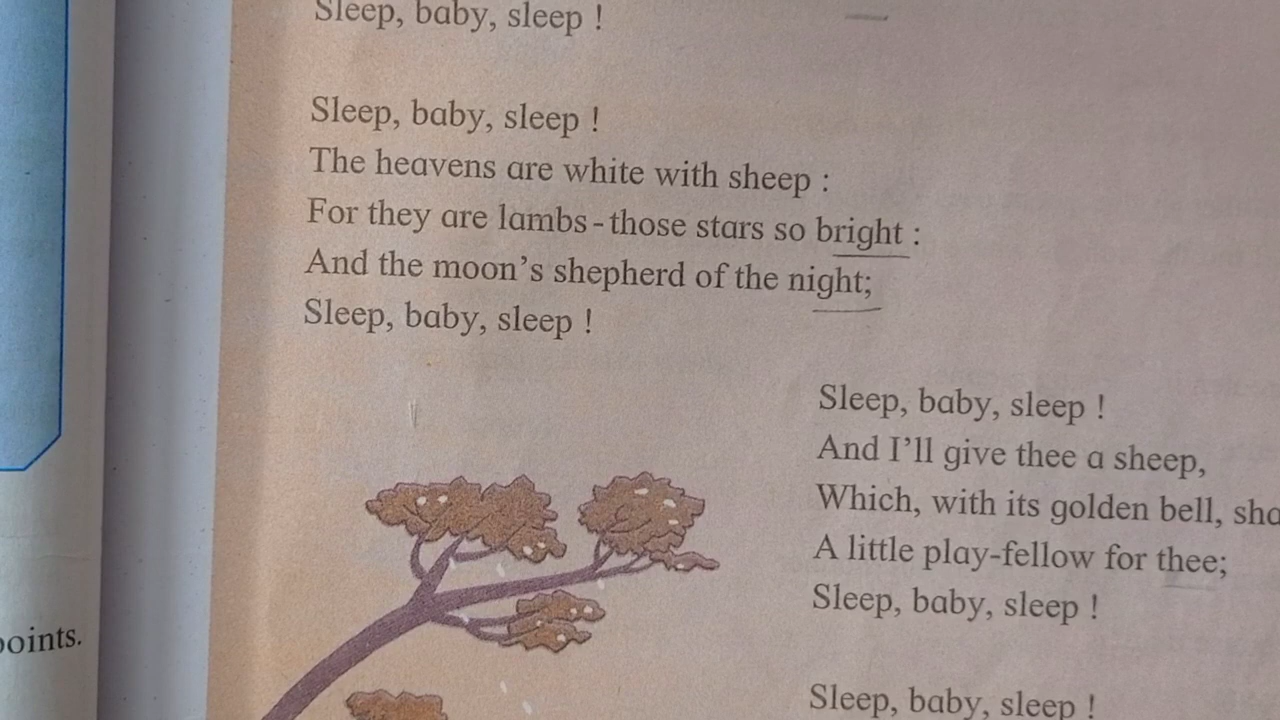 Sleep, baby, sleep !
Sleep, baby, sleep !
The heavens are white with sheep :
For they are lambs - those stars so bright :
And the moon's shepherd of the night;
Sleep, baby, sleep !
Sleep, baby, sleep !
And I'll give thee a sheep,
Which, with its golden bell,
A little play-fellow for thee;
Sleep, baby, sleep !
Sleep, baby, sleep !
points.